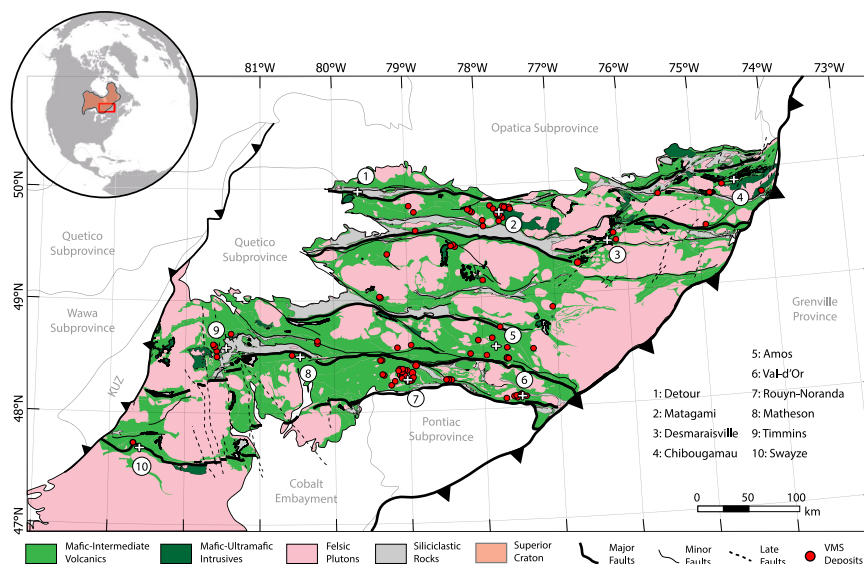 81°W 80°W 79°W 78°W 77°W 76°W 75°W 74°W 73°W
Opatica Subprovince
1
50°N
4
2
Quetico
Subprovince
Quetico
Subprovince
3
49°N
Wawa
Subprovince
Grenville
Province
9
5
5: Amos
8
6
6: Val-d'Or
KUZ
1: Detour
7: Rouyn-Noranda
7
48°N
2: Matagami
8: Matheson
Pontiac
Subprovince
3: Desmaraisville
9: Timmins
4: Chibougamau
10: Swayze
10
Cobalt
Embayment
0 50 100
km
47°N
Mafic-Intermediate
Volcanics
Mafic-Ultramafic
Intrusives
Felsic
Plutons
Siliciclastic
Rocks
Superior
Craton
Major
Faults
Minor
Faults
Late
Faults
VMS
Deposits